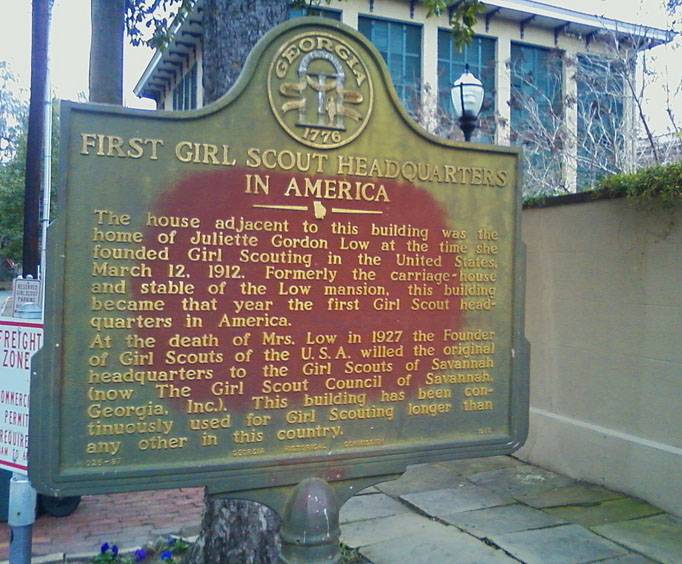 GEORGIA
1776
FIRST GIRL SCOUT HEADQUARTERS
IN AMERICA
The house adjacent to this building was the
home of Juliette Gordon Low at the time she
founded Girl Scouting in the United States,
March 12, 1912. Formerly the carriage-house
and stable of the Low mansion, this building
became that year the first Girl Scout head-
quarters in America.
At the death of Mrs. Low in 1927 the Founder
of Girl Scouts of the U.S.A. willed the original
headquarters to the Girl Scouts of Savannah
(now The Girl Scout Council of Savannah,
Georgia, Inc.). This building has been con-
tinuously used for Girl Scouting longer than
any other in this country.
GEORGIA HISTORICAL COMMISSION
RESERVED
GIRL SCOUT
PARKING
FREIGHT
ZONE
PERMIT